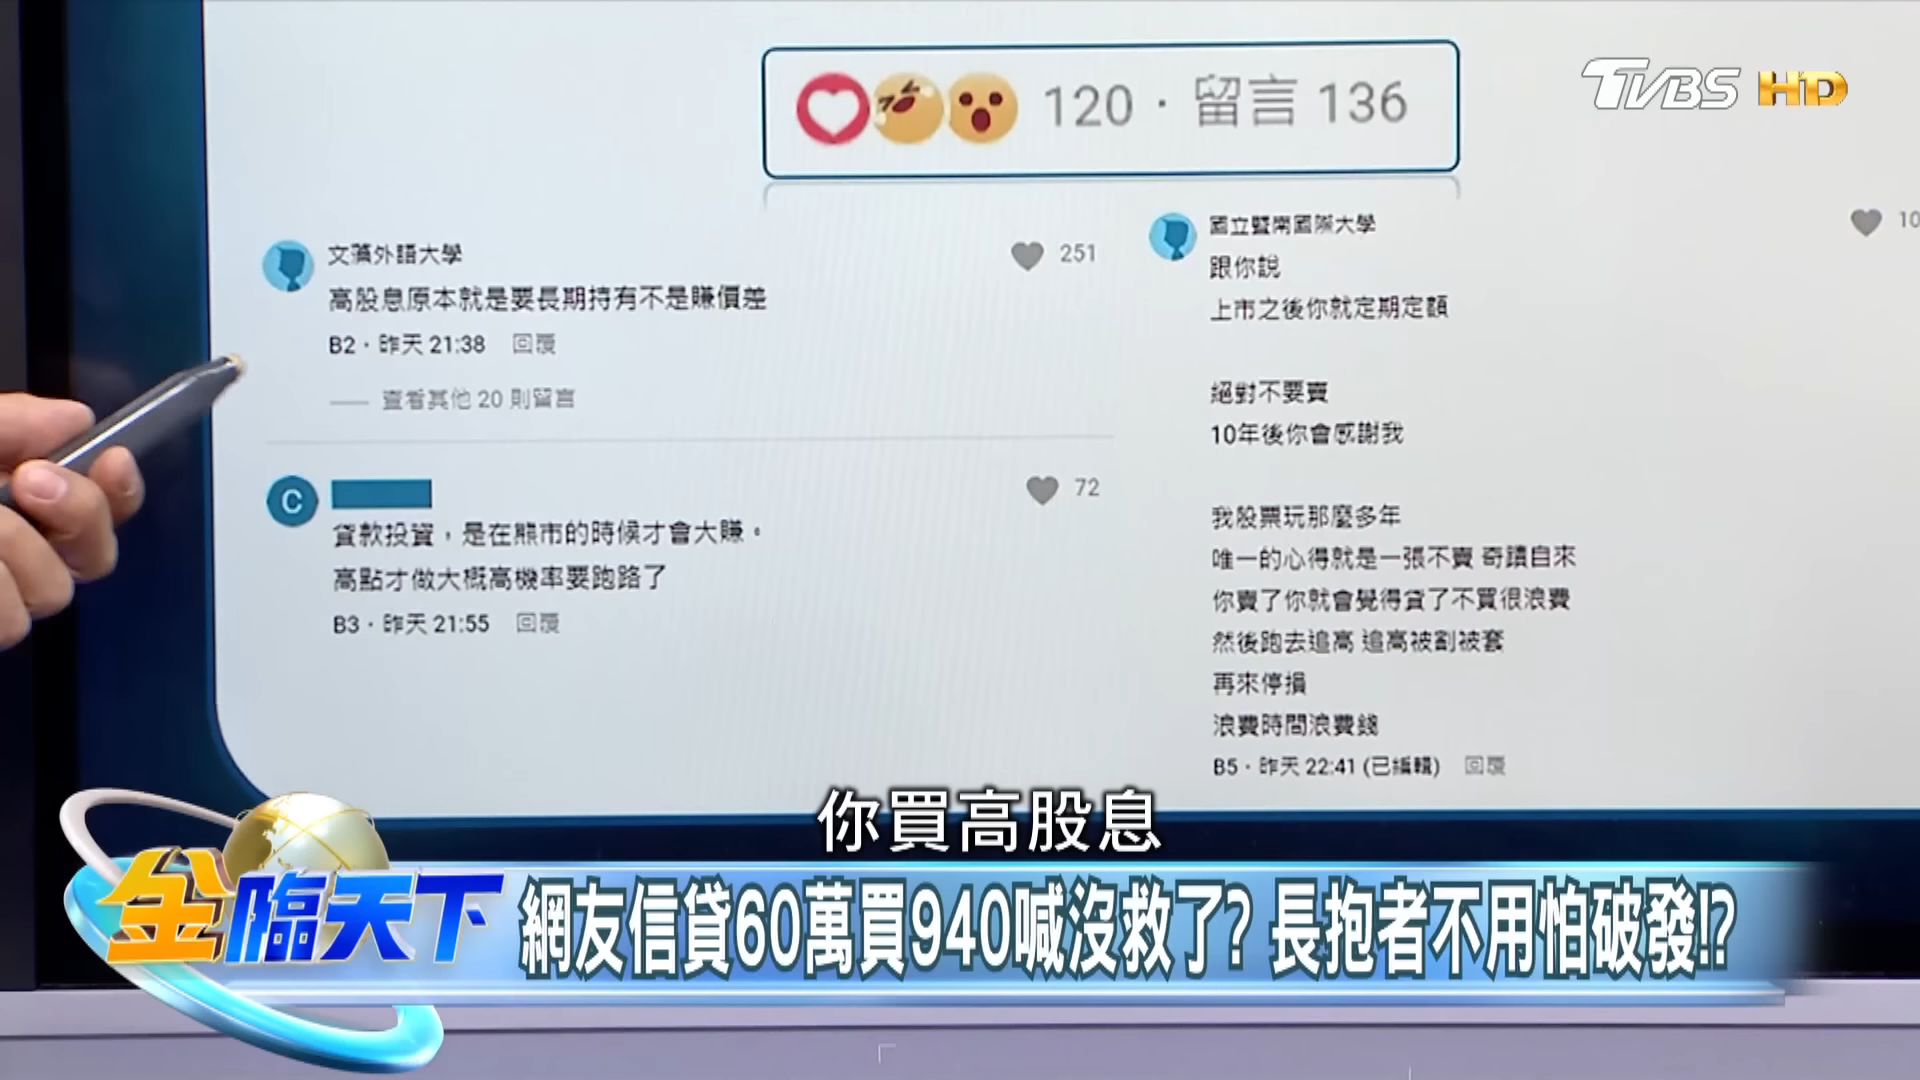 TVBS HD
120 · 留言 136
文藻外語大學
251
高股息原本就是要長期持有不是賺價差
B2 · 昨天 21:38 回覆
查看其他 20 則留言
C
72
貸款投資，是在熊市的時候才會大賺。
高點才做大概高機率要跑路了
B3 · 昨天 21:55 回覆
國立暨南國際大學
跟你說
上市之後你就定期定額
絕對不要賣
10年後你會感謝我
我股票玩那麼多年
唯一的心得就是一張不賣 奇蹟自來
你賣了你就會覺得貸了不買很浪費
然後跑去追高 追高被割被套
再來停損
浪費時間浪費錢
B5 · 昨天 22:41 (已編輯) 回覆
你買高股息
金臨天下
網友信貸60萬買940喊沒救了? 長抱者不用怕破發!?